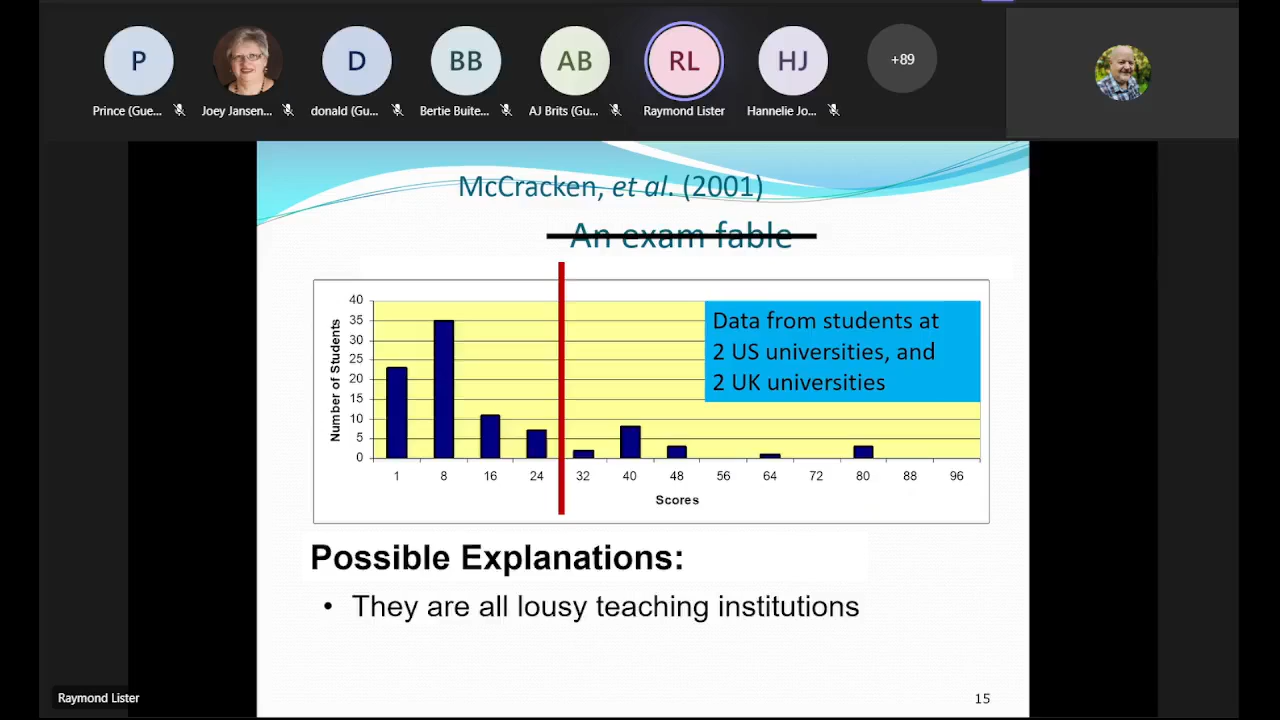 P
D
BB
AB
RL
HJ
+89
Prince (Gue...
Joey Jansen...
donald (Gu...
Bertie Buite...
AJ Brits (Gu...
Raymond Lister
Hannelie Jo...
McCracken, et al. (2001)
An exam fable
Data from students at
2 US universities, and
2 UK universities
Number of Students
40
35
30
25
20
15
10
5
0
1 8 16 24 32 40 48 56 64 72 80 88 96
Scores
Possible Explanations:
• They are all lousy teaching institutions
Raymond Lister
15